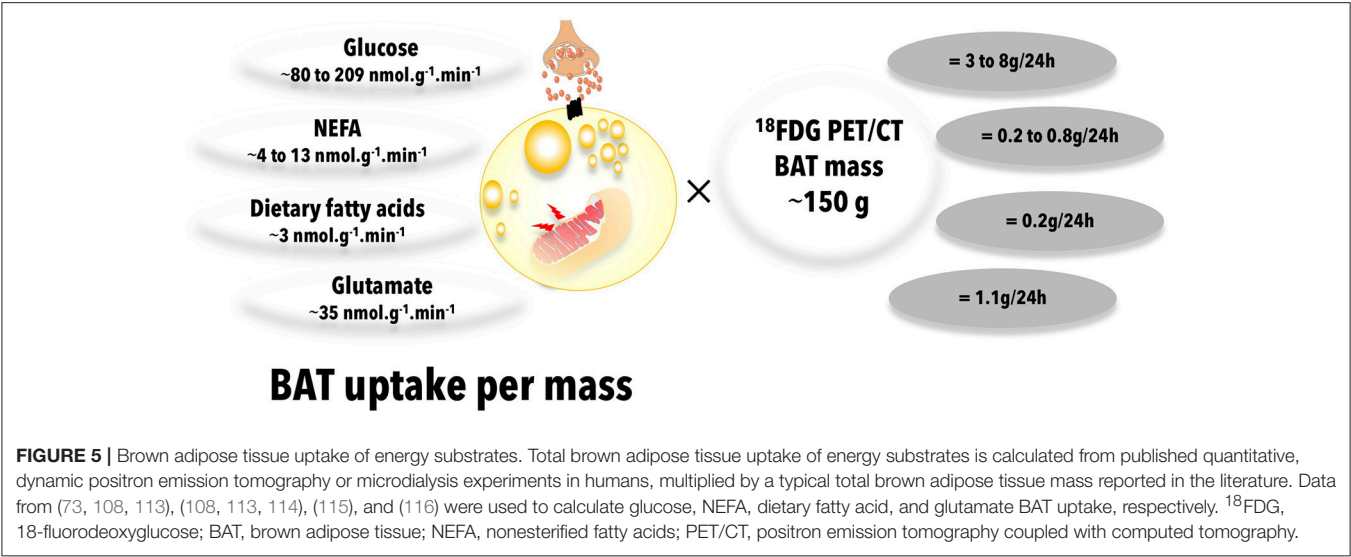 Glucose
~80 to 209 nmol.g⁻¹.min⁻¹
NEFA
~4 to 13 nmol.g⁻¹.min⁻¹
Dietary fatty acids
~3 nmol.g⁻¹.min⁻¹
Glutamate
~35 nmol.g⁻¹.min⁻¹
×
¹⁸FDG PET/CT
BAT mass
~150 g
= 3 to 8g/24h
= 0.2 to 0.8g/24h
= 0.2g/24h
= 1.1g/24h
BAT uptake per mass
FIGURE 5 | Brown adipose tissue uptake of energy substrates. Total brown adipose tissue uptake of energy substrates is calculated from published quantitative,
dynamic positron emission tomography or microdialysis experiments in humans, multiplied by a typical total brown adipose tissue mass reported in the literature. Data
from (73, 108, 113), (108, 113, 114), (115), and (116) were used to calculate glucose, NEFA, dietary fatty acid, and glutamate BAT uptake, respectively. ¹⁸FDG,
18-fluorodeoxyglucose; BAT, brown adipose tissue; NEFA, nonesterified fatty acids; PET/CT, positron emission tomography coupled with computed tomography.